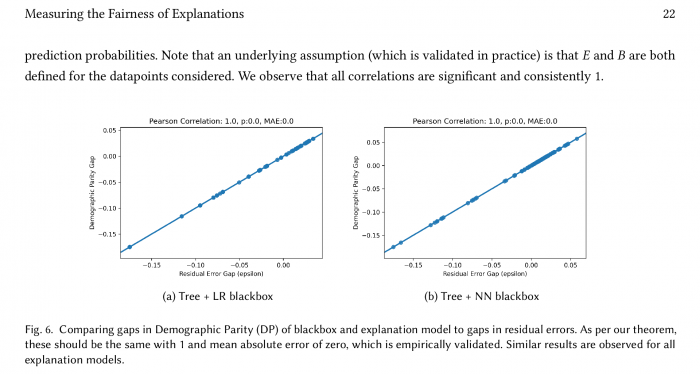 Measuring the Fairness of Explanations 22
prediction probabilities. Note that an underlying assumption (which is validated in practice) is that E and B are both
defined for the datapoints considered. We observe that all correlations are significant and consistently 1.
Pearson Correlation: 1.0, p:0.0, MAE:0.0
Demographic Parity Gap
0.05
0.00
−0.05
−0.10
−0.15
−0.15 −0.10 −0.05 0.00
Residual Error Gap (epsilon)
(a) Tree + LR blackbox
Pearson Correlation: 1.0, p:0.0, MAE:0.0
Demographic Parity Gap
0.05
0.00
−0.05
−0.10
−0.15
−0.15 −0.10 −0.05 0.00 0.05
Residual Error Gap (epsilon)
(b) Tree + NN blackbox
Fig. 6. Comparing gaps in Demographic Parity (DP) of blackbox and explanation model to gaps in residual errors. As per our theorem,
these should be the same with 1 and mean absolute error of zero, which is empirically validated. Similar results are observed for all
explanation models.